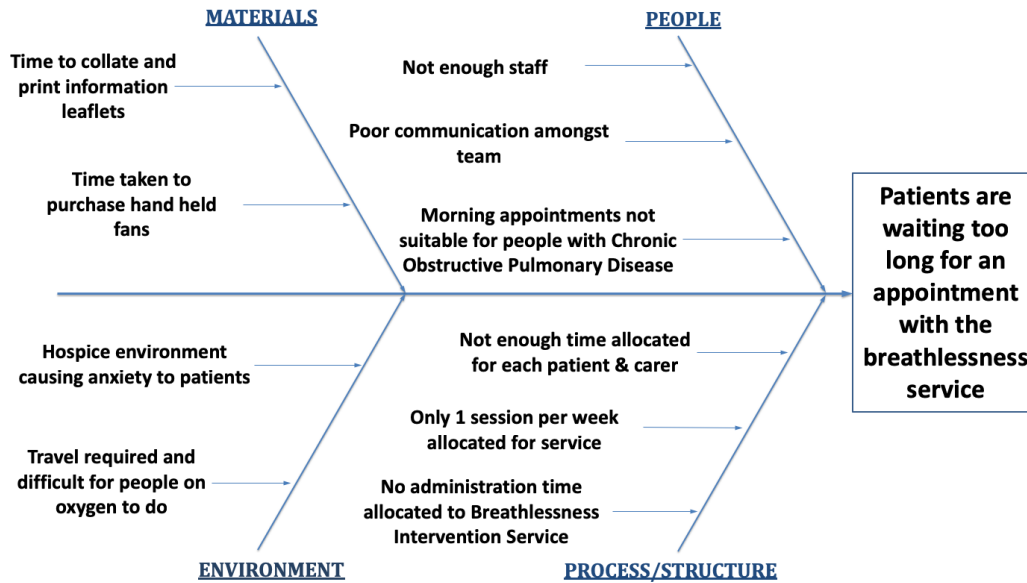 MATERIALS
PEOPLE
Time to collate and
print information
leaflets
Time taken to
purchase hand held
fans
Not enough staff
Poor communication amongst
team
Morning appointments not
suitable for people with Chronic
Obstructive Pulmonary Disease
Patients are
waiting too
long for an
appointment
with the
breathlessness
service
Hospice environment
causing anxiety to patients
Travel required and
difficult for people on
oxygen to do
Not enough time allocated
for each patient & carer
Only 1 session per week
allocated for service
No administration time
allocated to Breathlessness
Intervention Service
ENVIRONMENT
PROCESS/STRUCTURE